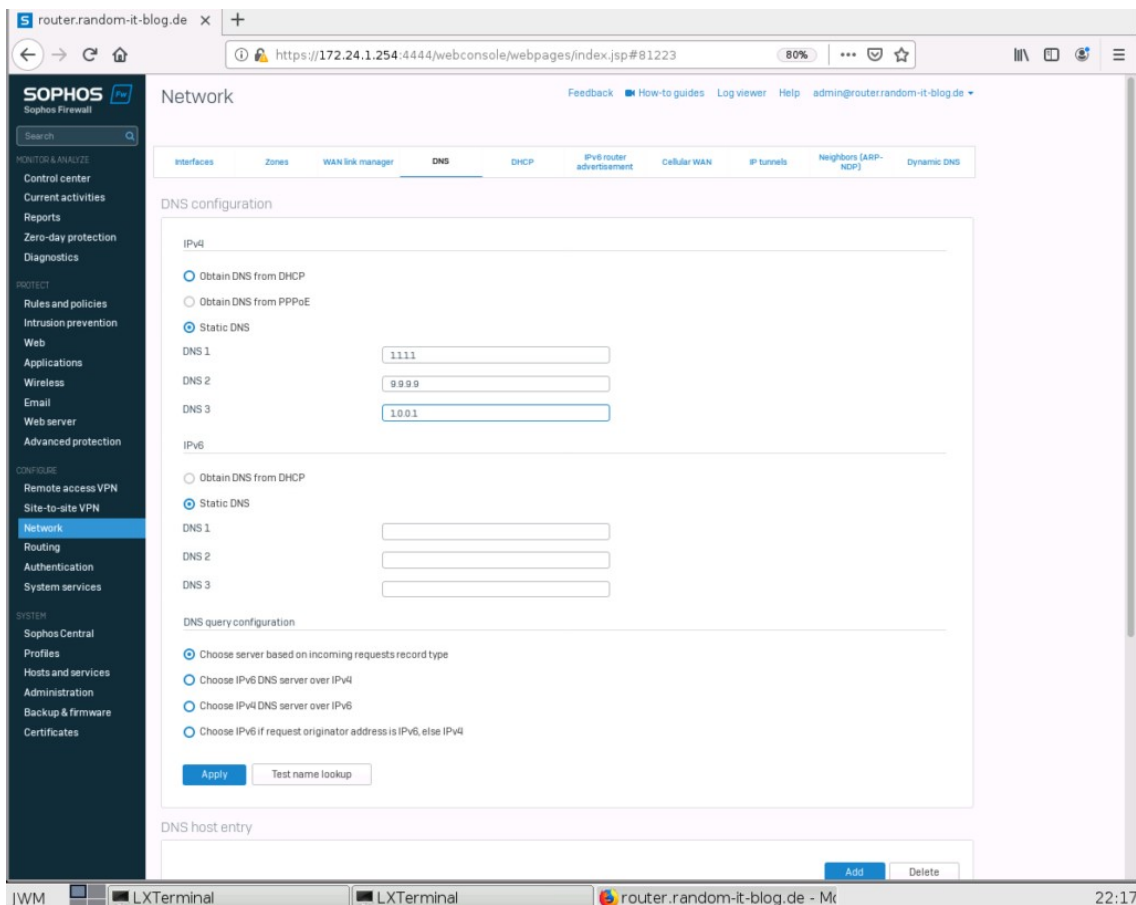 S router.random-it-blog.de × +
https://172.24.1.254:4444/webconsole/webpages/index.jsp#81223 80%
SOPHOS Fw
Sophos Firewall
Search
MONITOR & ANALYZE
Control center
Current activities
Reports
Zero-day protection
Diagnostics
PROTECT
Rules and policies
Intrusion prevention
Web
Applications
Wireless
Email
Web server
Advanced protection
CONFIGURE
Remote access VPN
Site-to-site VPN
Network
Routing
Authentication
System services
SYSTEM
Sophos Central
Profiles
Hosts and services
Administration
Backup & firmware
Certificates
Network
Feedback How-to guides Log viewer Help admin@router.random-it-blog.de
Interfaces Zones WAN link manager DNS DHCP IPv6 router advertisement Cellular WAN IP tunnels Neighbors (ARP-NDP) Dynamic DNS
DNS configuration
IPv4
Obtain DNS from DHCP
Obtain DNS from PPPoE
Static DNS
DNS 1 1.1.1.1
DNS 2 9.9.9.9
DNS 3 1.0.0.1
IPv6
Obtain DNS from DHCP
Static DNS
DNS 1
DNS 2
DNS 3
DNS query configuration
Choose server based on incoming requests record type
Choose IPv6 DNS server over IPv4
Choose IPv4 DNS server over IPv6
Choose IPv6 if request originator address is IPv6, else IPv4
Apply Test name lookup
DNS host entry
Add Delete
JWM LXTerminal LXTerminal router.random-it-blog.de - Mo 22:17